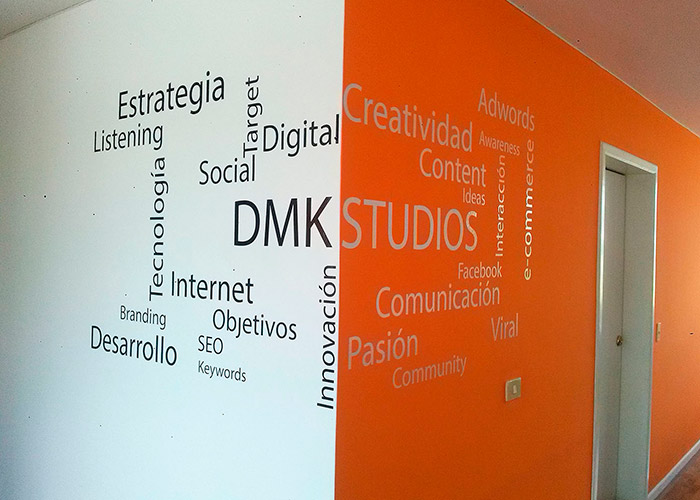 Estrategia
Listening
Target
Digital
Social
Tecnología
DMK
Internet
Branding
Objetivos
Desarrollo
SEO
Keywords
Innovación
Creatividad
Adwords
Awareness
Content
Ideas
Interacción
e-commerce
STUDIOS
Facebook
Comunicación
Viral
Pasión
Community